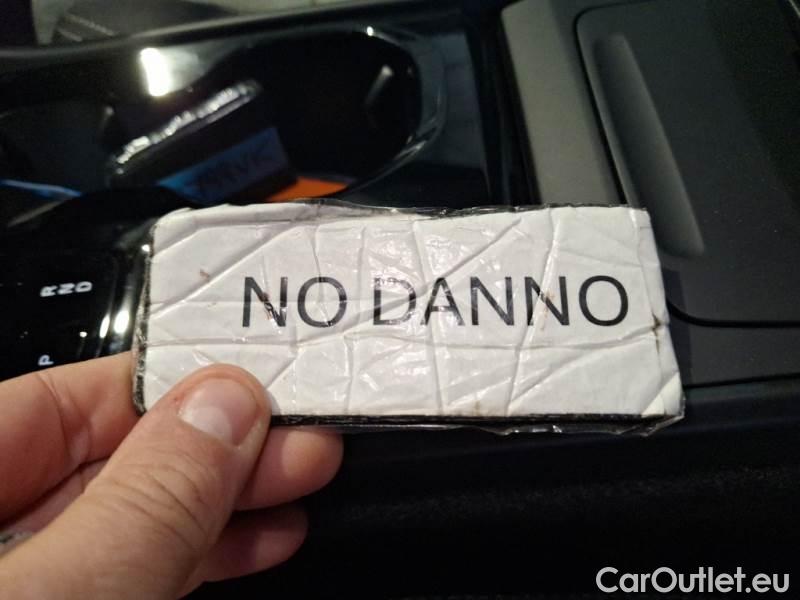 R N D
P
NO DANNO
CarOutlet.eu